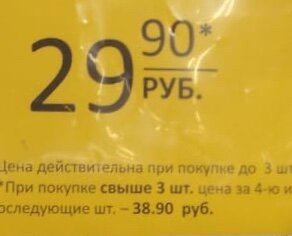 29 90*
РУБ.
Цена действительна при покупке до 3 шт
*При покупке свыше 3 шт. цена за 4-ю и
оследующие шт. – 38.90 руб.